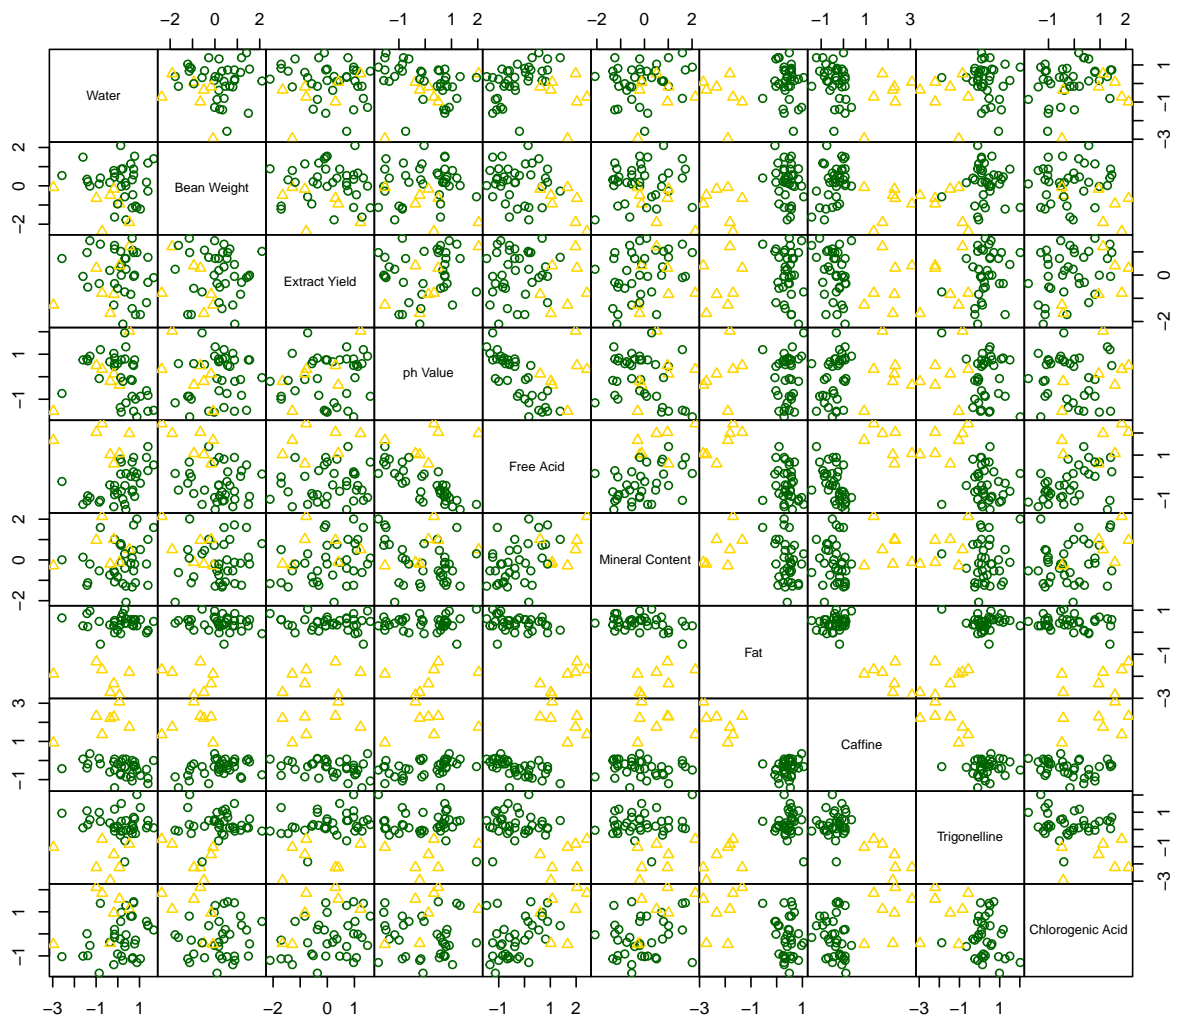 −2 0 2 −1 1 2 −2 0 2 −1 1 3 −1 1 2
Water
1
−1
−3
2
0
−2
Bean Weight
Extract Yield
0
−2
1
−1
ph Value
Free Acid
1
−1
2
0
−2
Mineral Content
Fat
1
−1
−3
3
1
−1
Caffine
Trigonelline
1
−1
−3
1
−1
Chlorogenic Acid
−3 −1 1 −2 0 1 −1 1 2 −3 −1 1 −3 −1 1